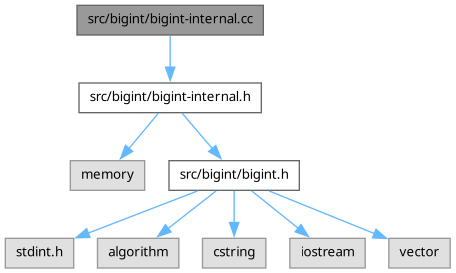 src/bigint/bigint-internal.cc
src/bigint/bigint-internal.h
memory
src/bigint/bigint.h
stdint.h
algorithm
cstring
iostream
vector